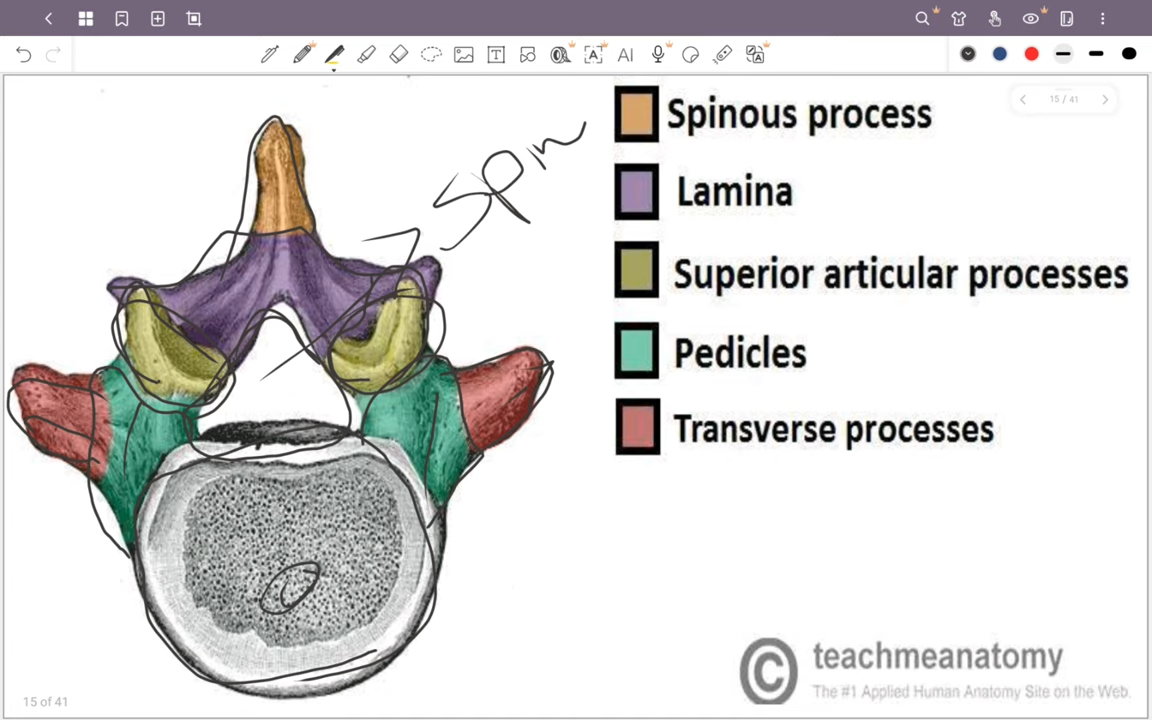 AI
15 / 41
Spinous process
Spin
Lamina
Superior articular processes
Pedicles
Transverse processes
© teachmeanatomy
The #1 Applied Human Anatomy Site on the Web.
15 of 41